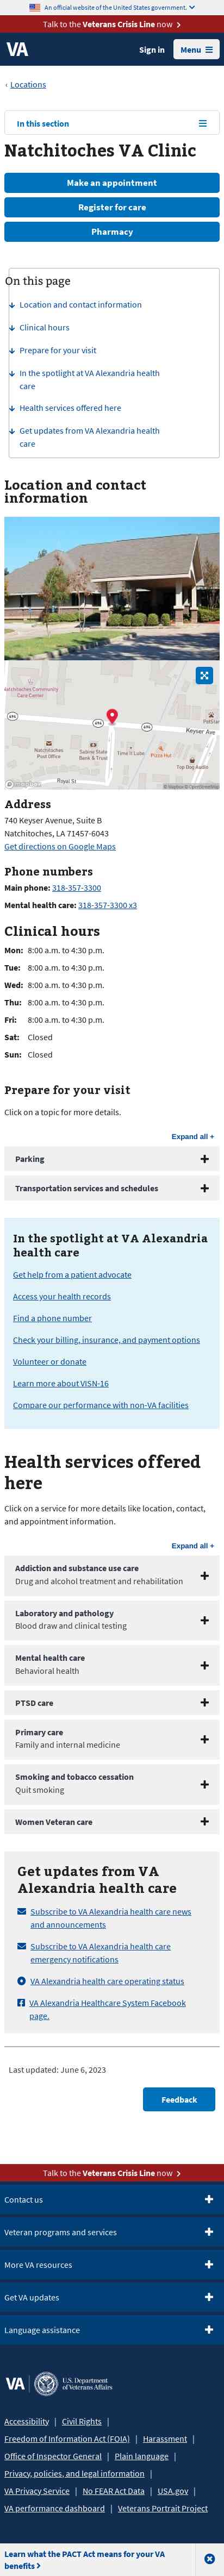 An official website of the United States government.
Talk to the Veterans Crisis Line now
VA
Sign in
Menu
Locations
In this section
Natchitoches VA Clinic
Make an appointment
Register for care
Pharmacy
On this page
Location and contact information
Clinical hours
Prepare for your visit
In the spotlight at VA Alexandria health
care
Health services offered here
Get updates from VA Alexandria health
care
Location and contact
information
Natchitoches Community
Care Center
494
494
494
Keyser Ave
PetSu
Natchitoches
Post Office
Sabine State
Bank & Trust
Time It Lube
Pizza Hut
Top Dog Audio
Royal St
mapbox
© Mapbox © OpenStreetMap
Address
740 Keyser Avenue, Suite B
Natchitoches, LA 71457-6043
Get directions on Google Maps
Phone numbers
Main phone: 318-357-3300
Mental health care: 318-357-3300 x3
Clinical hours
Mon: 8:00 a.m. to 4:30 p.m.
Tue: 8:00 a.m. to 4:30 p.m.
Wed: 8:00 a.m. to 4:30 p.m.
Thu: 8:00 a.m. to 4:30 p.m.
Fri: 8:00 a.m. to 4:30 p.m.
Sat: Closed
Sun: Closed
Prepare for your visit
Click on a topic for more details.
Expand all +
Parking
Transportation services and schedules
In the spotlight at VA Alexandria
health care
Get help from a patient advocate
Access your health records
Find a phone number
Check your billing, insurance, and payment options
Volunteer or donate
Learn more about VISN-16
Compare our performance with non-VA facilities
Health services offered
here
Click on a service for more details like location, contact,
and appointment information.
Expand all +
Addiction and substance use care
Drug and alcohol treatment and rehabilitation
Laboratory and pathology
Blood draw and clinical testing
Mental health care
Behavioral health
PTSD care
Primary care
Family and internal medicine
Smoking and tobacco cessation
Quit smoking
Women Veteran care
Get updates from VA
Alexandria health care
Subscribe to VA Alexandria health care news
and announcements
Subscribe to VA Alexandria health care
emergency notifications
VA Alexandria health care operating status
VA Alexandria Healthcare System Facebook
page.
Last updated: June 6, 2023
Feedback
Talk to the Veterans Crisis Line now
Contact us
Veteran programs and services
More VA resources
Get VA updates
Language assistance
VA
U.S. Department
of Veterans Affairs
Accessibility | Civil Rights |
Freedom of Information Act (FOIA) | Harassment |
Office of Inspector General | Plain language |
Privacy, policies, and legal information |
VA Privacy Service | No FEAR Act Data | USA.gov |
VA performance dashboard | Veterans Portrait Project
Learn what the PACT Act means for your VA
benefits